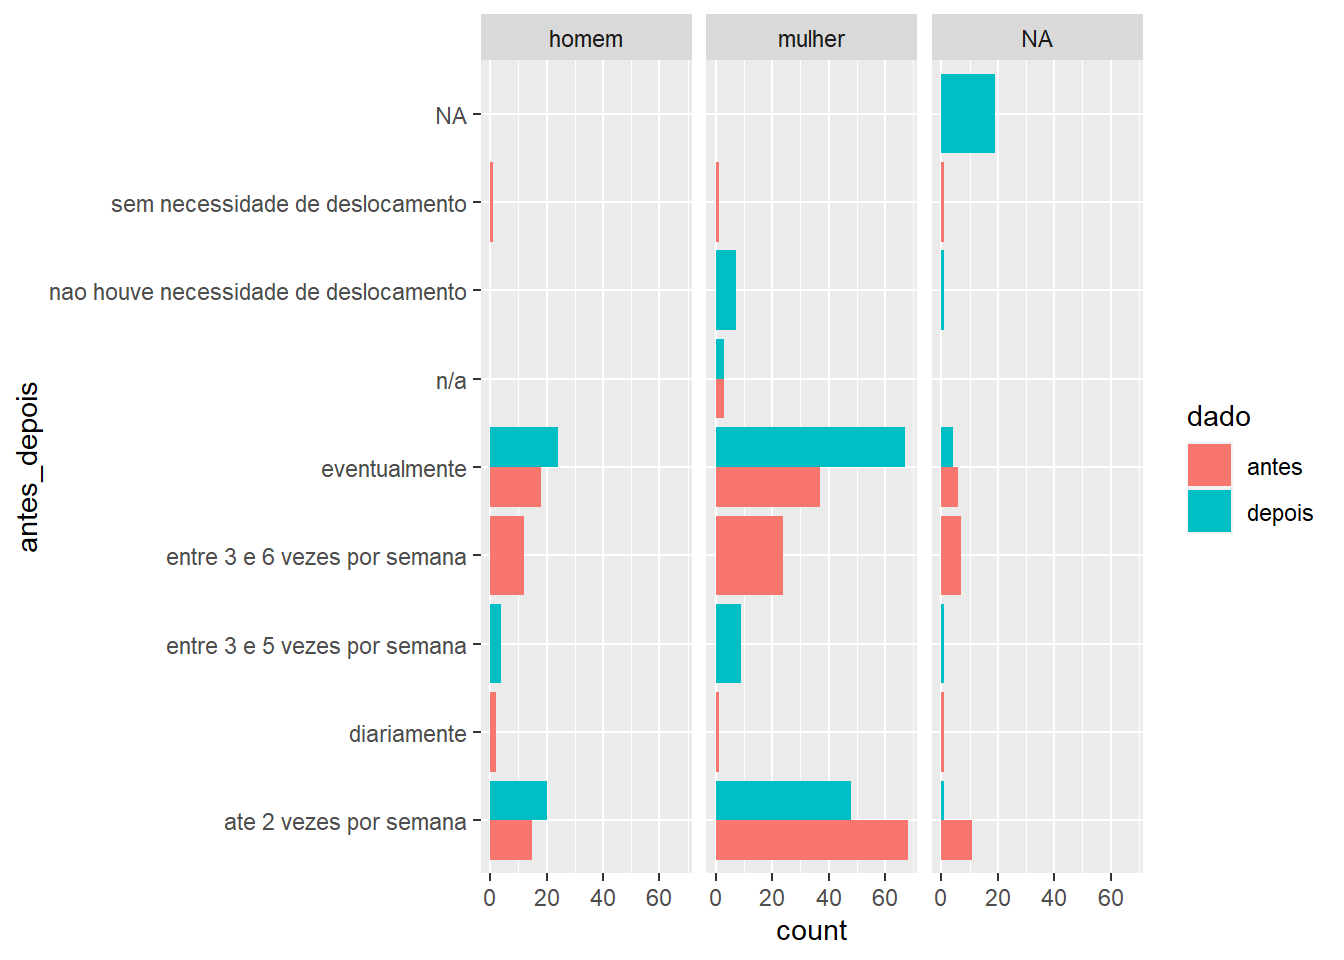 homem
mulher
NA
NA
sem necessidade de deslocamento
nao houve necessidade de deslocamento
n/a
eventualmente
entre 3 e 6 vezes por semana
entre 3 e 5 vezes por semana
diariamente
ate 2 vezes por semana
antes_depois
0 20 40 60
0 20 40 60
0 20 40 60
count
dado
antes
depois